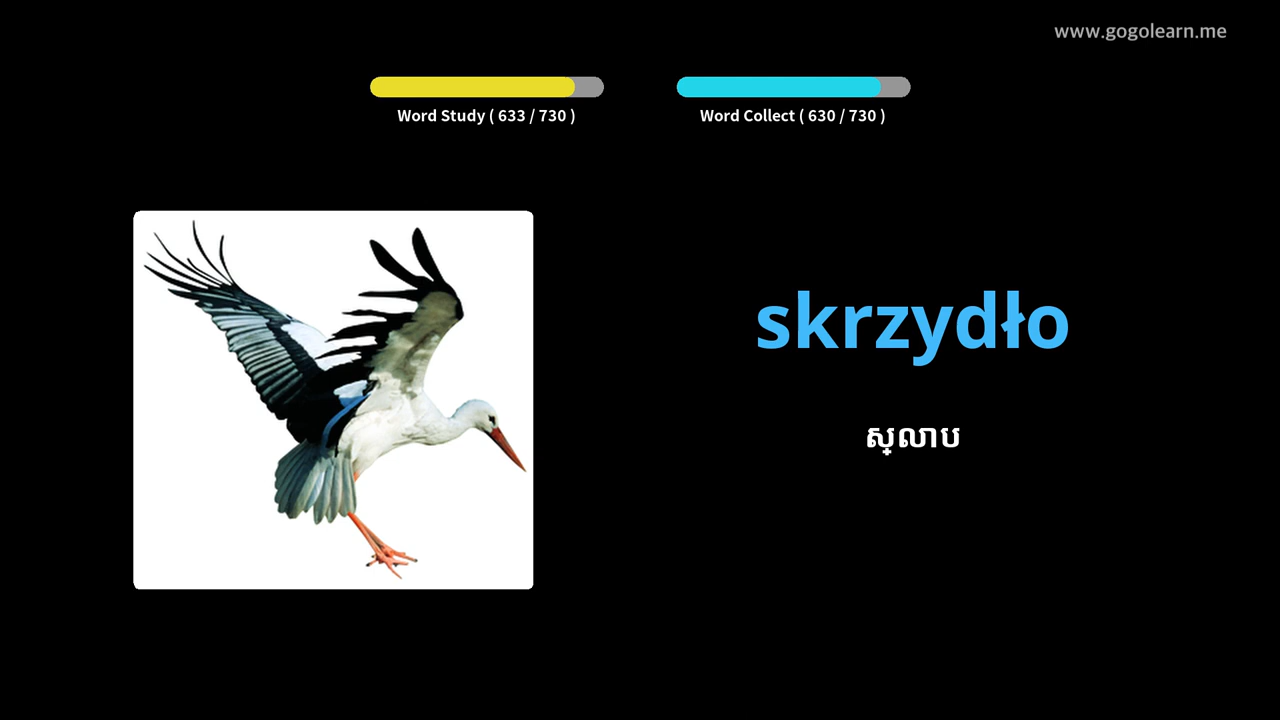 www.gogolearn.me
Word Study ( 633 / 730 )
Word Collect ( 630 / 730 )
skrzydło
ស្លាប